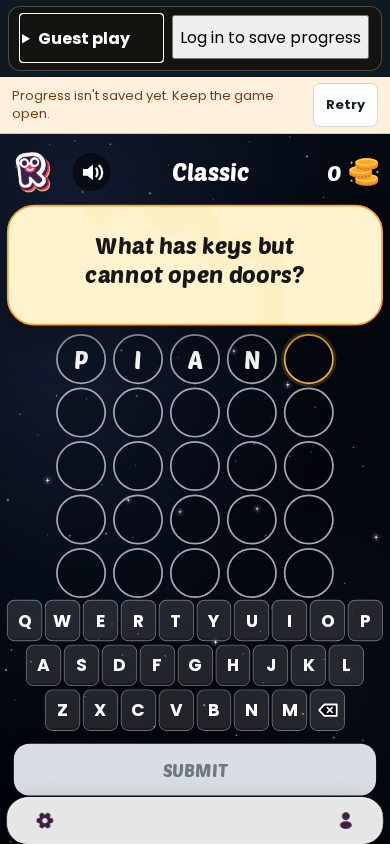 Guest play
Log in to save progress
Progress isn't saved yet. Keep the game
open.
Retry
Classic
0
What has keys but
cannot open doors?
P I A N
Q W E R T Y U I O P
A S D F G H J K L
Z X C V B N M
SUBMIT